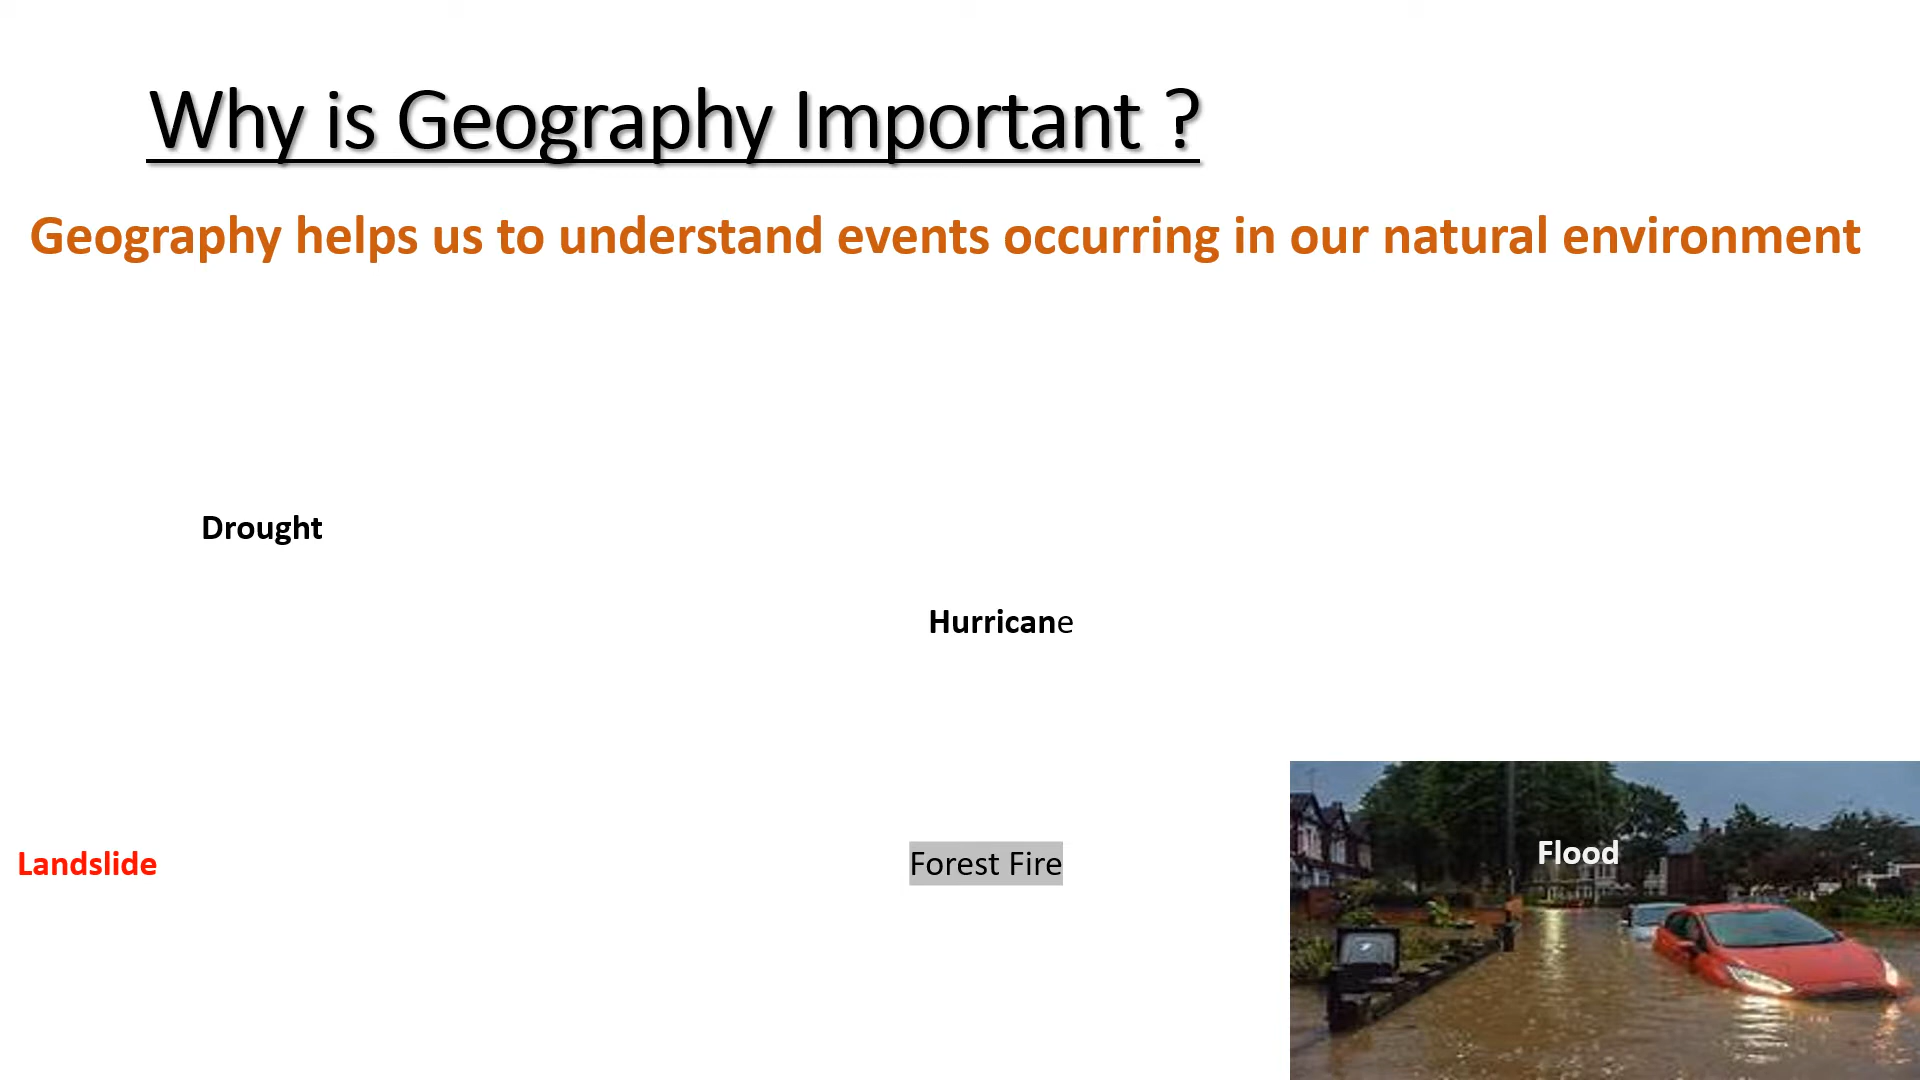 Why is Geography Important ?
Geography helps us to understand events occurring in our natural environment
Drought
Hurricane
Landslide
Forest Fire
Flood